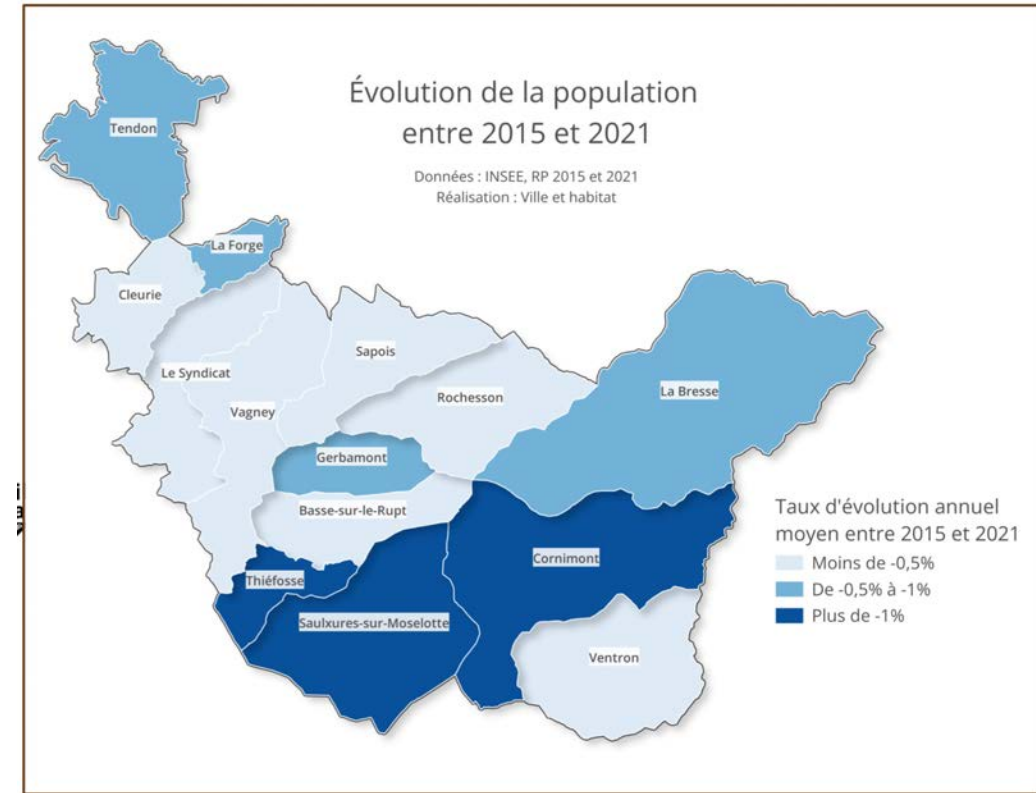 Évolution de la population
entre 2015 et 2021
Données : INSEE, RP 2015 et 2021
Réalisation : Ville et habitat
Tendon
La Forge
Cleurie
Sapois
Le Syndicat
La Bresse
Rochesson
Vagney
Gerbamont
Basse-sur-le-Rupt
Cornimont
Thiéfosse
Saulxures-sur-Moselotte
Ventron
Taux d'évolution annuel
moyen entre 2015 et 2021
Moins de -0,5%
De -0,5% à -1%
Plus de -1%